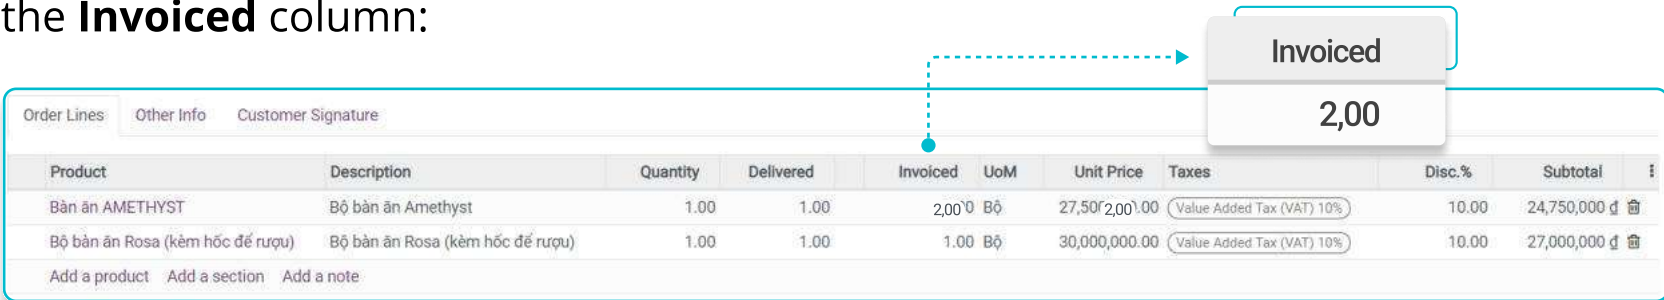 the Invoiced column:
Invoiced
2,00
Order Lines Other Info Customer Signature
Product Description Quantity Delivered Invoiced UoM Unit Price Taxes Disc.% Subtotal
Bàn ăn AMETHYST Bộ bàn ăn Amethyst 1.00 1.00 2,00 Bộ 2,00 Value Added Tax (VAT) 10% 10.00 24,750,000 ₫
Bộ bàn ăn Rosa (kèm hốc để rượu) Bộ bàn ăn Rosa (kèm hốc để rượu) 1.00 1.00 1.00 Bộ 30,000,000.00 Value Added Tax (VAT) 10% 10.00 27,000,000 ₫
Add a product Add a section Add a note